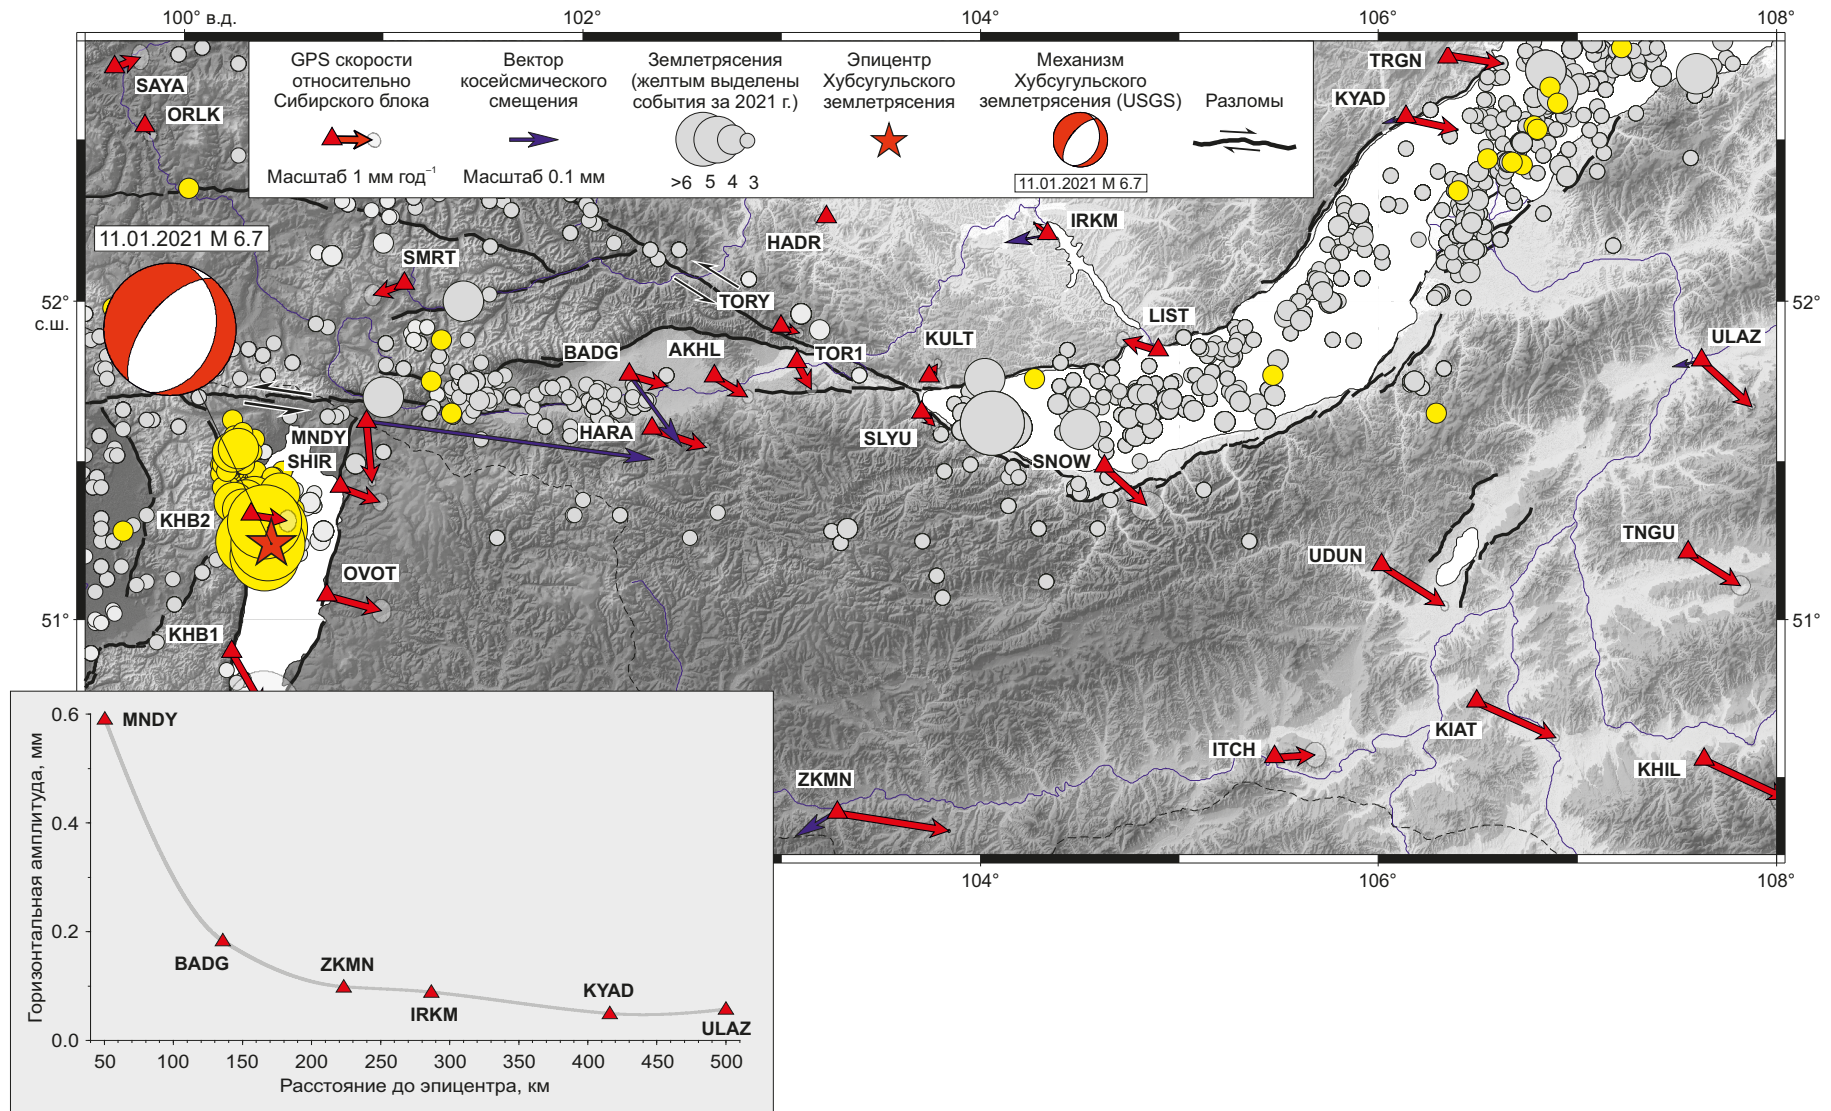 100° в.д.
102°
104°
106°
108°
GPS скорости
относительно
Сибирского блока
Масштаб 1 мм год⁻¹
Вектор
косейсмического
смещения
Масштаб 0.1 мм
Землетрясения
(желтым выделены
события за 2021 г.)
>6 5 4 3
Эпицентр
Хубсугульского
землетрясения
Механизм
Хубсугульского
землетрясения (USGS)
11.01.2021 M 6.7
Разломы
SAYA
ORLK
TRGN
KYAD
11.01.2021 M 6.7
SMRT
HADR
IRKM
52°
с.ш.
52°
TORY
LIST
ULAZ
BADG
AKHL
TOR1
KULT
MNDY
HARA
SLYU
SHIR
SNOW
KHB2
OVOT
UDUN
TNGU
51°
51°
KHB1
KIAT
ITCH
KHIL
ZKMN
104°
106°
108°
Горизонтальная амплитуда, мм
0.6
0.4
0.2
0.0
MNDY
BADG
ZKMN
IRKM
KYAD
ULAZ
50 100 150 200 250 300 350 400 450 500
Расстояние до эпицентра, км